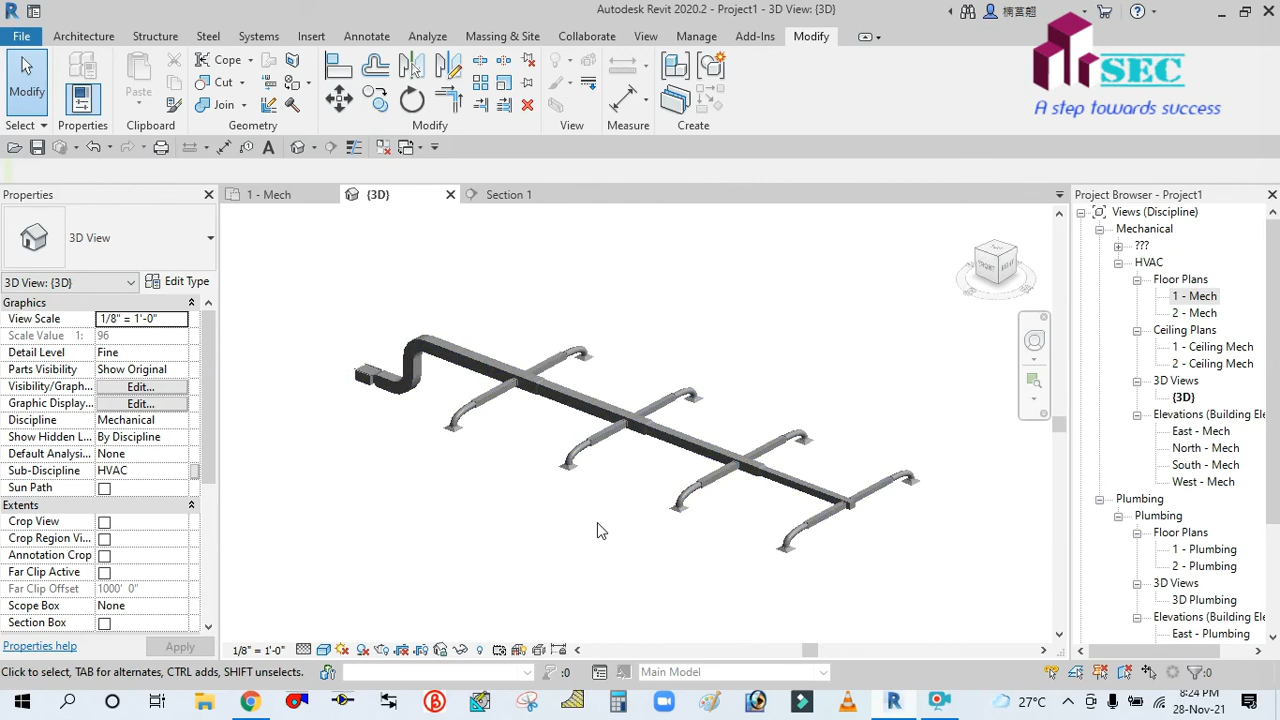 Autodesk Revit 2020.2 - Project1 - 3D View: {3D}
File Architecture Structure Steel Systems Insert Annotate Analyze Massing & Site Collaborate View Manage Add-Ins Modify
Modify
Properties
Paste
Cope
Cut
Join
Select
Properties
Clipboard
Geometry
Modify
View
Measure
Create
SEC
A step towards success
Properties
1 - Mech
{3D}
Section 1
Project Browser - Project1
3D View
3D View: {3D}
Edit Type
Graphics
View Scale 1/8" = 1'-0"
Scale Value 1: 96
Detail Level Fine
Parts Visibility Show Original
Visibility/Graph... Edit...
Graphic Display... Edit...
Discipline Mechanical
Show Hidden L... By Discipline
Default Analysi... None
Sub-Discipline HVAC
Sun Path
Extents
Crop View
Crop Region Vi...
Annotation Crop
Far Clip Active
Far Clip Offset 1000' 0"
Scope Box None
Section Box
Properties help
Apply
FRONT
Views (Discipline)
Mechanical
???
HVAC
Floor Plans
1 - Mech
2 - Mech
Ceiling Plans
1 - Ceiling Mech
2 - Ceiling Mech
3D Views
{3D}
Elevations (Building Ele
East - Mech
North - Mech
South - Mech
West - Mech
Plumbing
Plumbing
Floor Plans
1 - Plumbing
2 - Plumbing
3D Views
3D Plumbing
Elevations (Building Ele
East - Plumbing
1/8" = 1'-0"
Click to select, TAB for alternates, CTRL adds, SHIFT unselects.
:0
Main Model
:0
27°C
8:24 PM
28-Nov-21